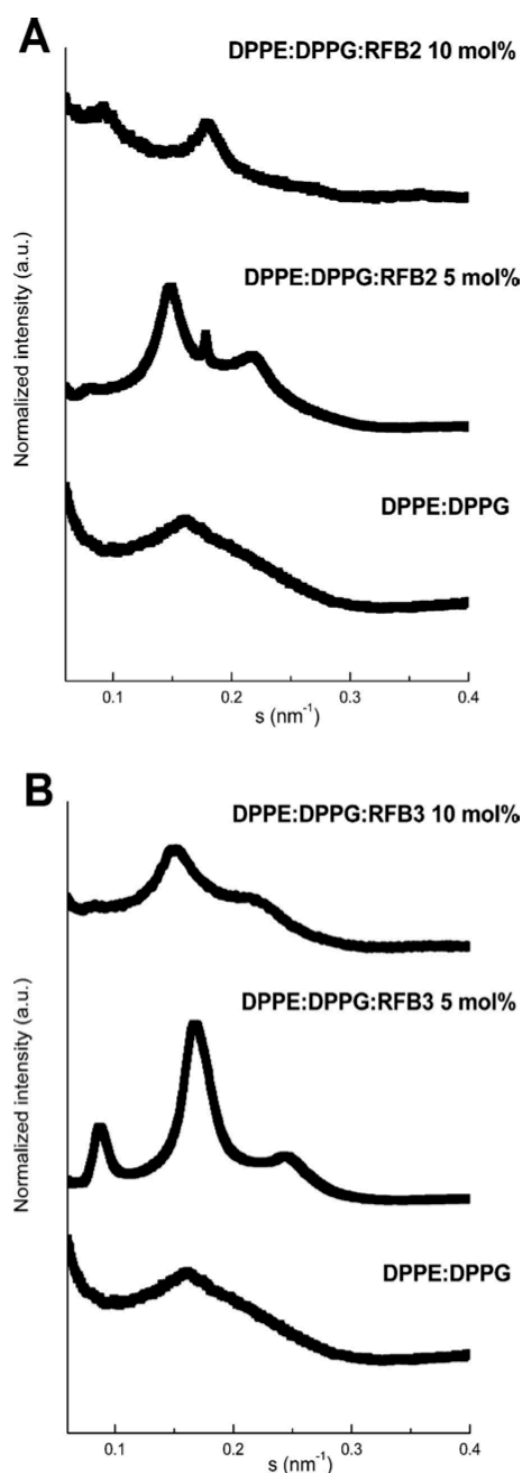 A
DPPE:DPPG:RFB2 10 mol%
DPPE:DPPG:RFB2 5 mol%
DPPE:DPPG
Normalized intensity (a.u.)
0.1 0.2 0.3 0.4
s (nm⁻¹)
B
DPPE:DPPG:RFB3 10 mol%
DPPE:DPPG:RFB3 5 mol%
DPPE:DPPG
Normalized intensity (a.u.)
0.1 0.2 0.3 0.4
s (nm⁻¹)